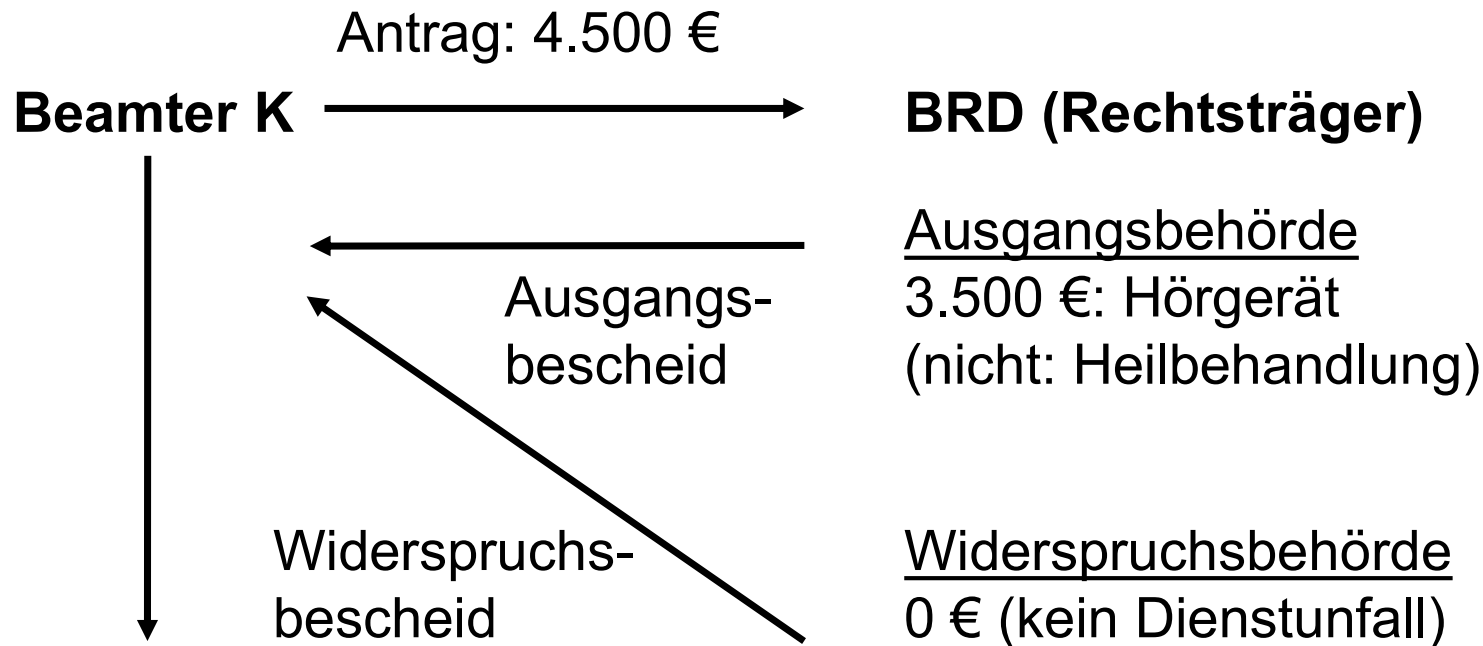 Antrag: 4.500 €
Beamter K
BRD (Rechtsträger)
Ausgangsbehörde
3.500 €: Hörgerät
(nicht: Heilbehandlung)
Ausgangs-
bescheid
Widerspruchs-
bescheid
Widerspruchsbehörde
0 € (kein Dienstunfall)